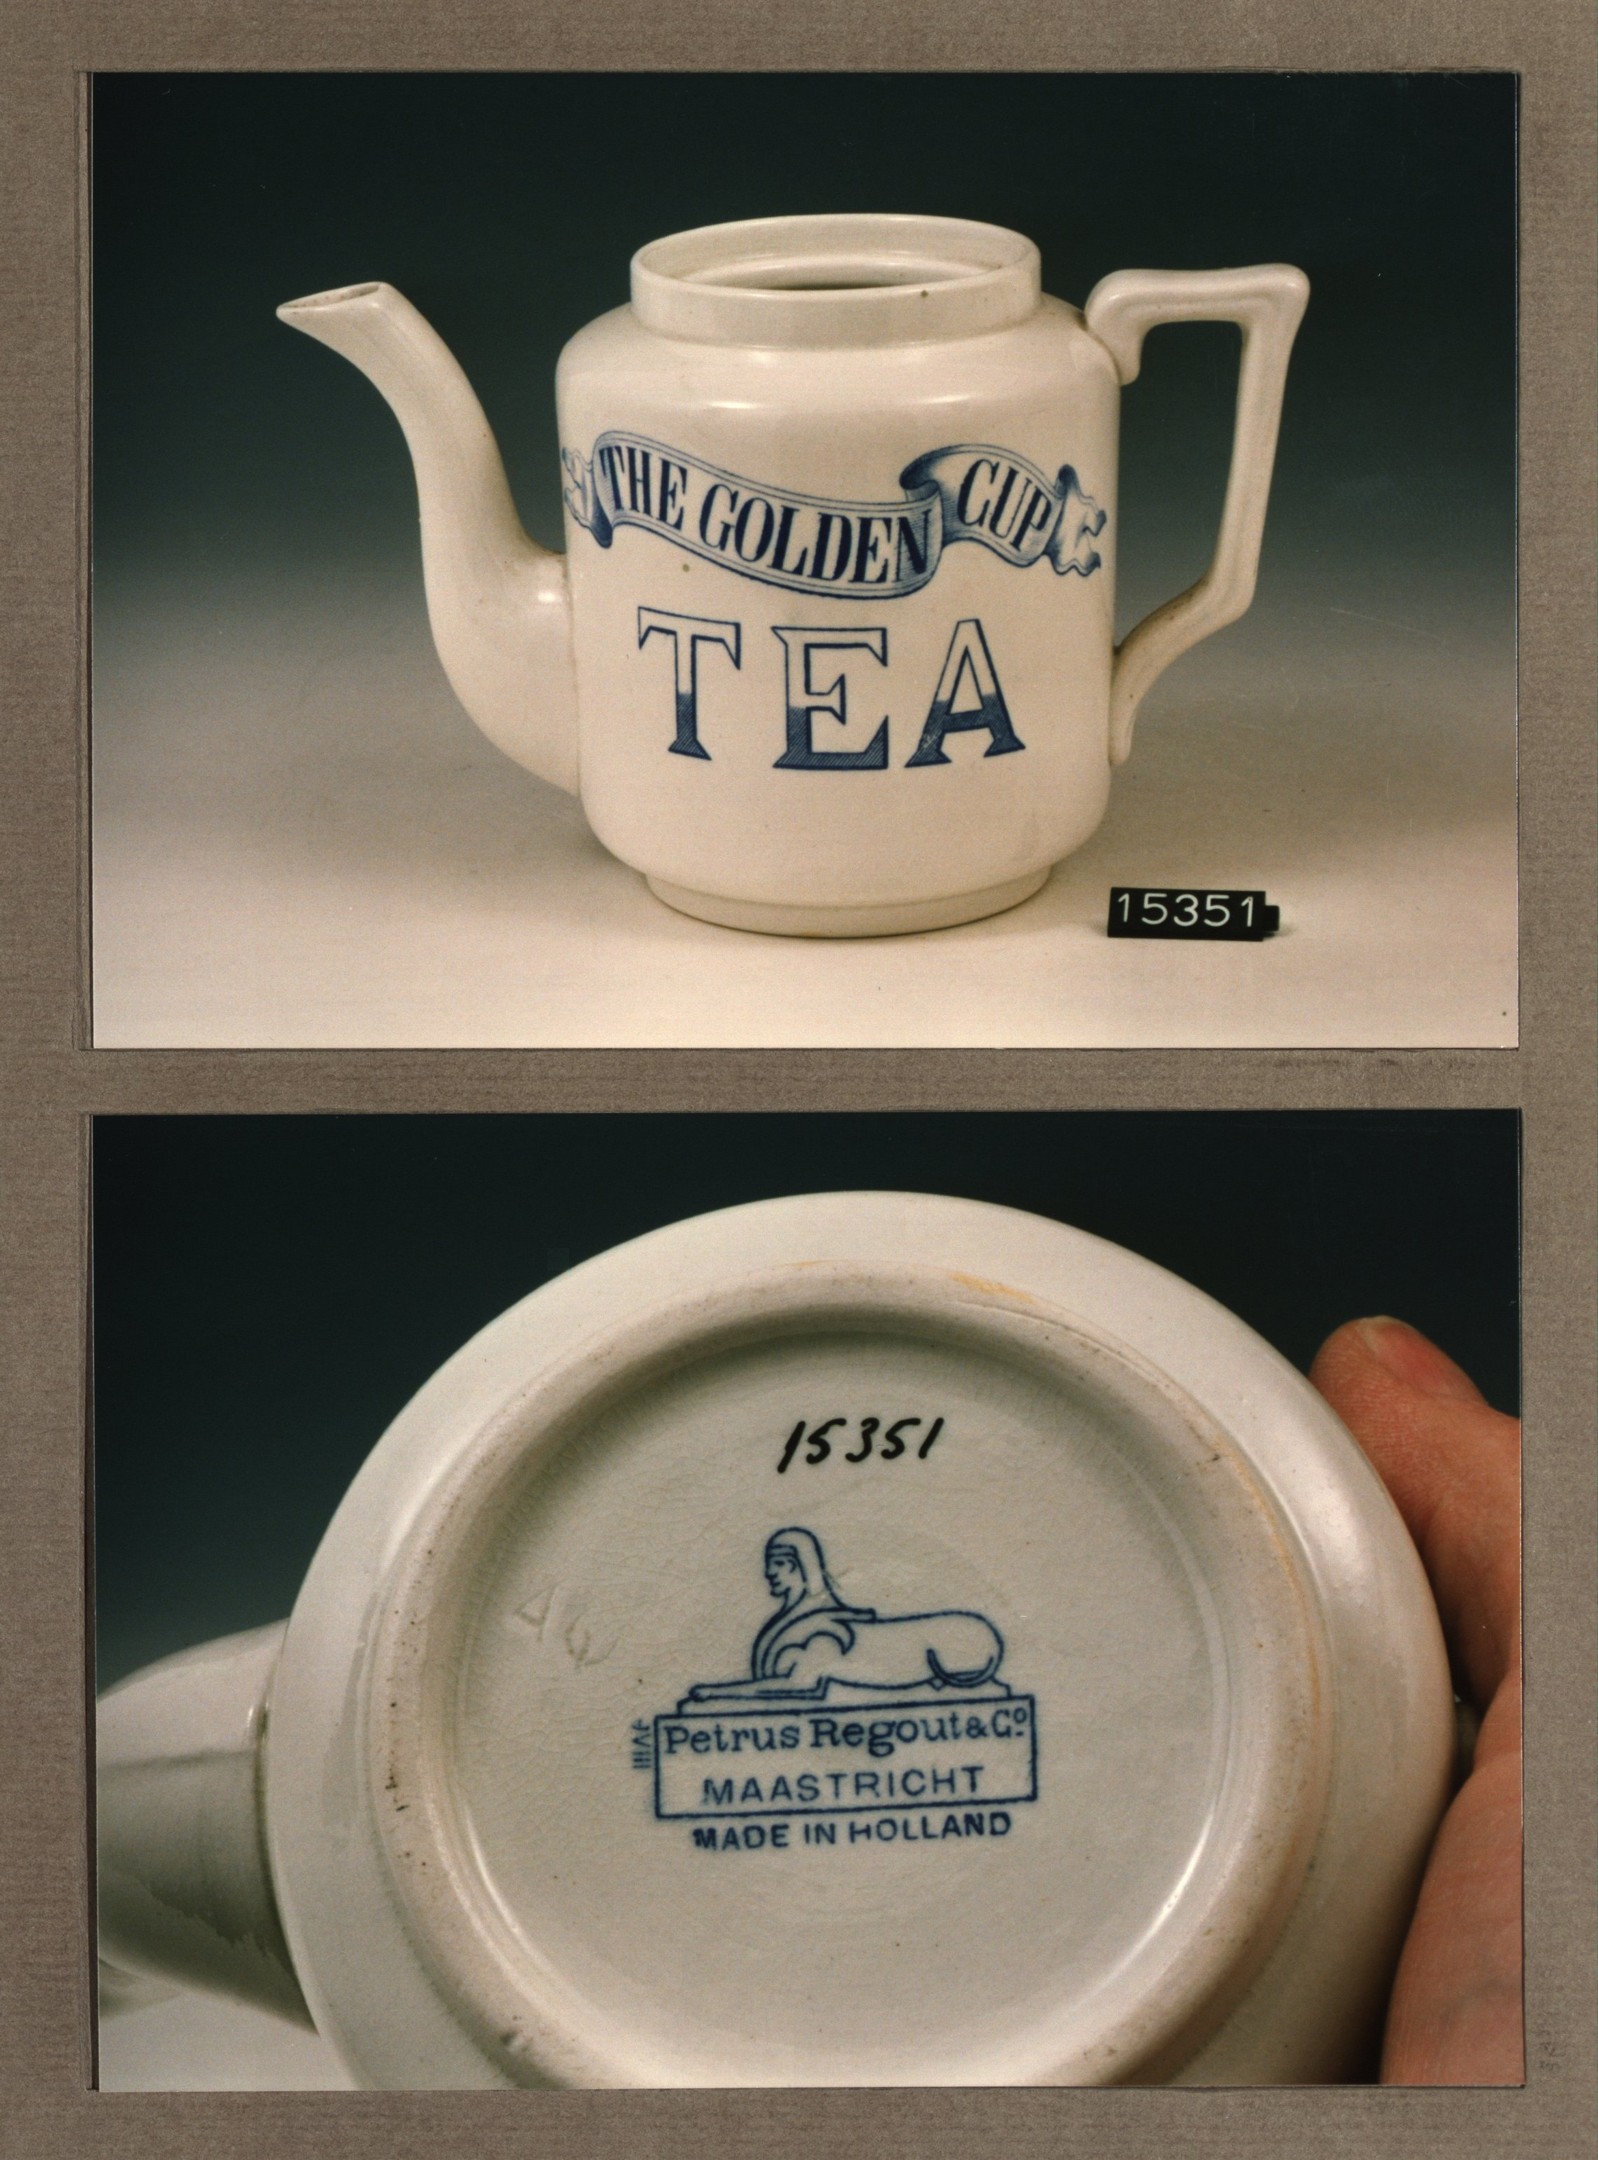 THE GOLDEN CUP
TEA
15351
15351
Petrus Regout & Co
MAASTRICHT
MADE IN HOLLAND